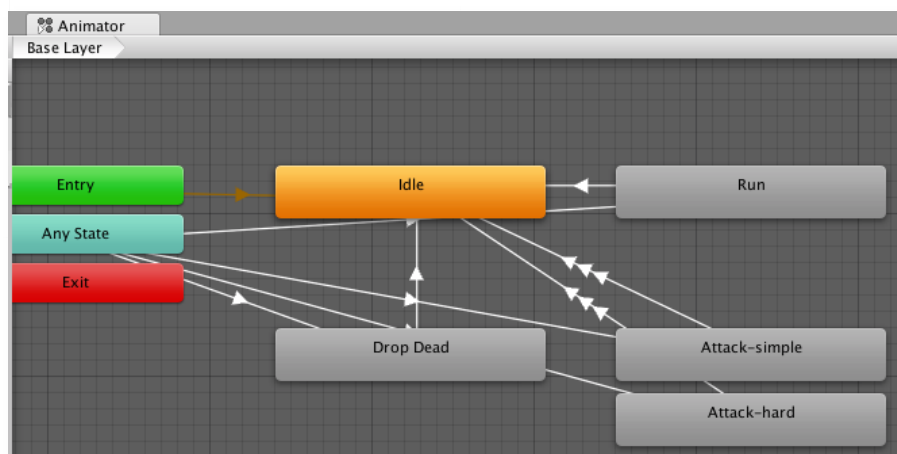 Animator
Base Layer
Entry
Idle
Run
Any State
Exit
Drop Dead
Attack-simple
Attack-hard